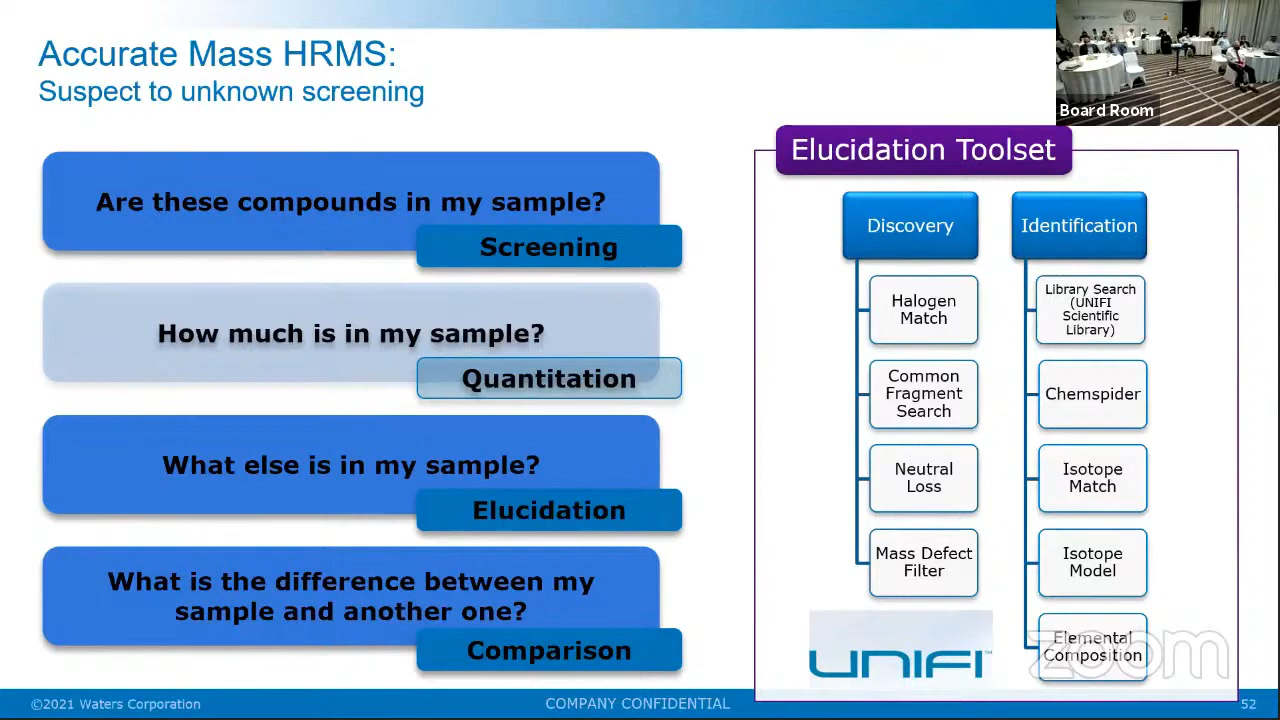 Accurate Mass HRMS:
Suspect to unknown screening
Board Room
Are these compounds in my sample?
Screening
How much is in my sample?
Quantitation
What else is in my sample?
Elucidation
What is the difference between my
sample and another one?
Comparison
Elucidation Toolset
Discovery
Halogen
Match
Common
Fragment
Search
Neutral
Loss
Mass Defect
Filter
Identification
Library Search
(UNIFI
Scientific
Library)
Chemspider
Isotope
Match
Isotope
Model
Elemental
Composition
UNIFI™
zoom
©2021 Waters Corporation
COMPANY CONFIDENTIAL
52